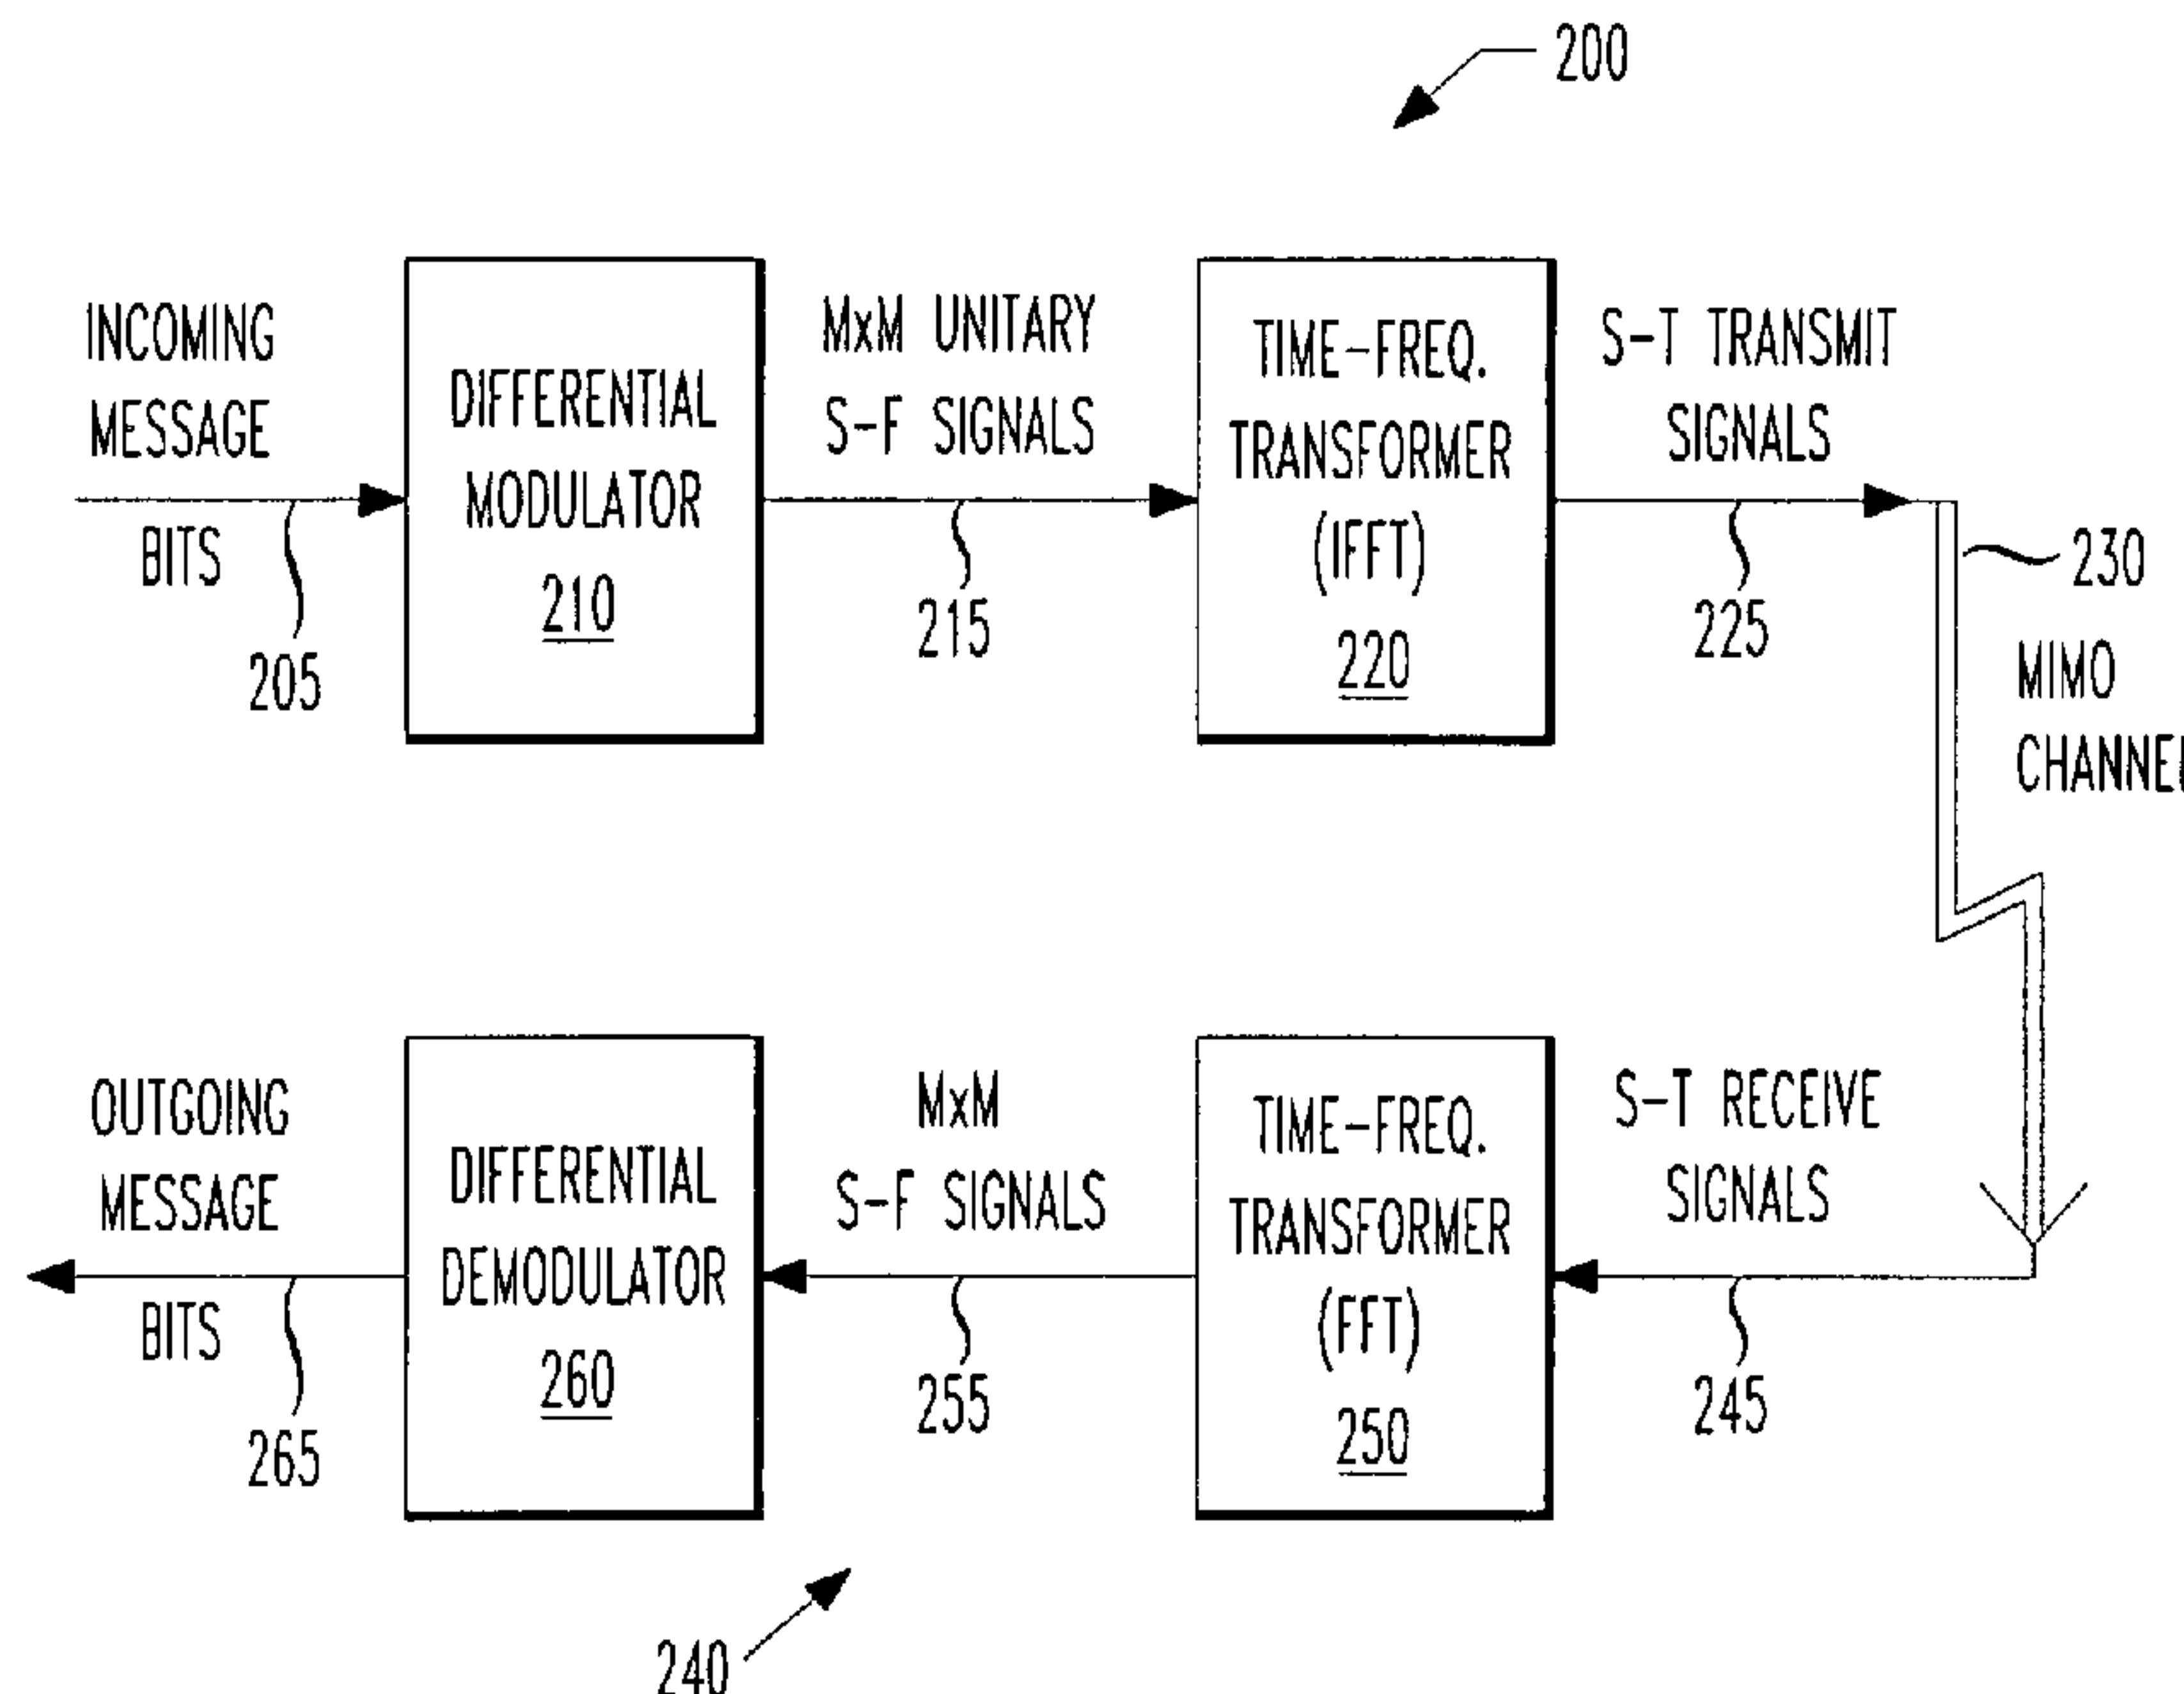 200
INCOMING
MESSAGE
BITS
205
DIFFERENTIAL
MODULATOR
210
MxM UNITARY
S-F SIGNALS
215
TIME-FREQ.
TRANSFORMER
(IFFT)
220
S-T TRANSMIT
SIGNALS
225
230
MIMO
CHANNEL
OUTGOING
MESSAGE
BITS
265
DIFFERENTIAL
DEMODULATOR
260
MxM
S-F SIGNALS
255
TIME-FREQ.
TRANSFORMER
(FFT)
250
S-T RECEIVE
SIGNALS
245
240